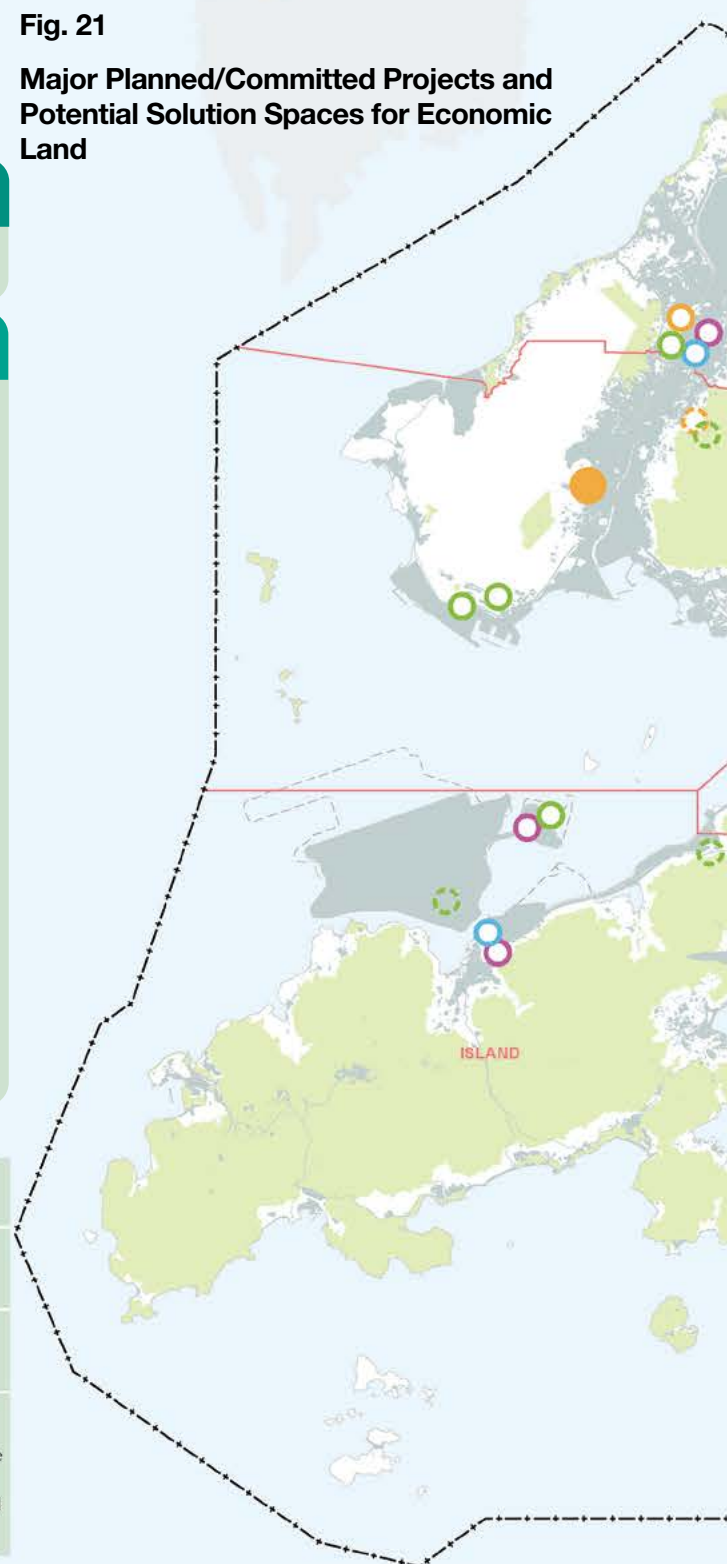 Fig. 21
Major Planned/Committed Projects and
Potential Solution Spaces for Economic
Land
ISLAND